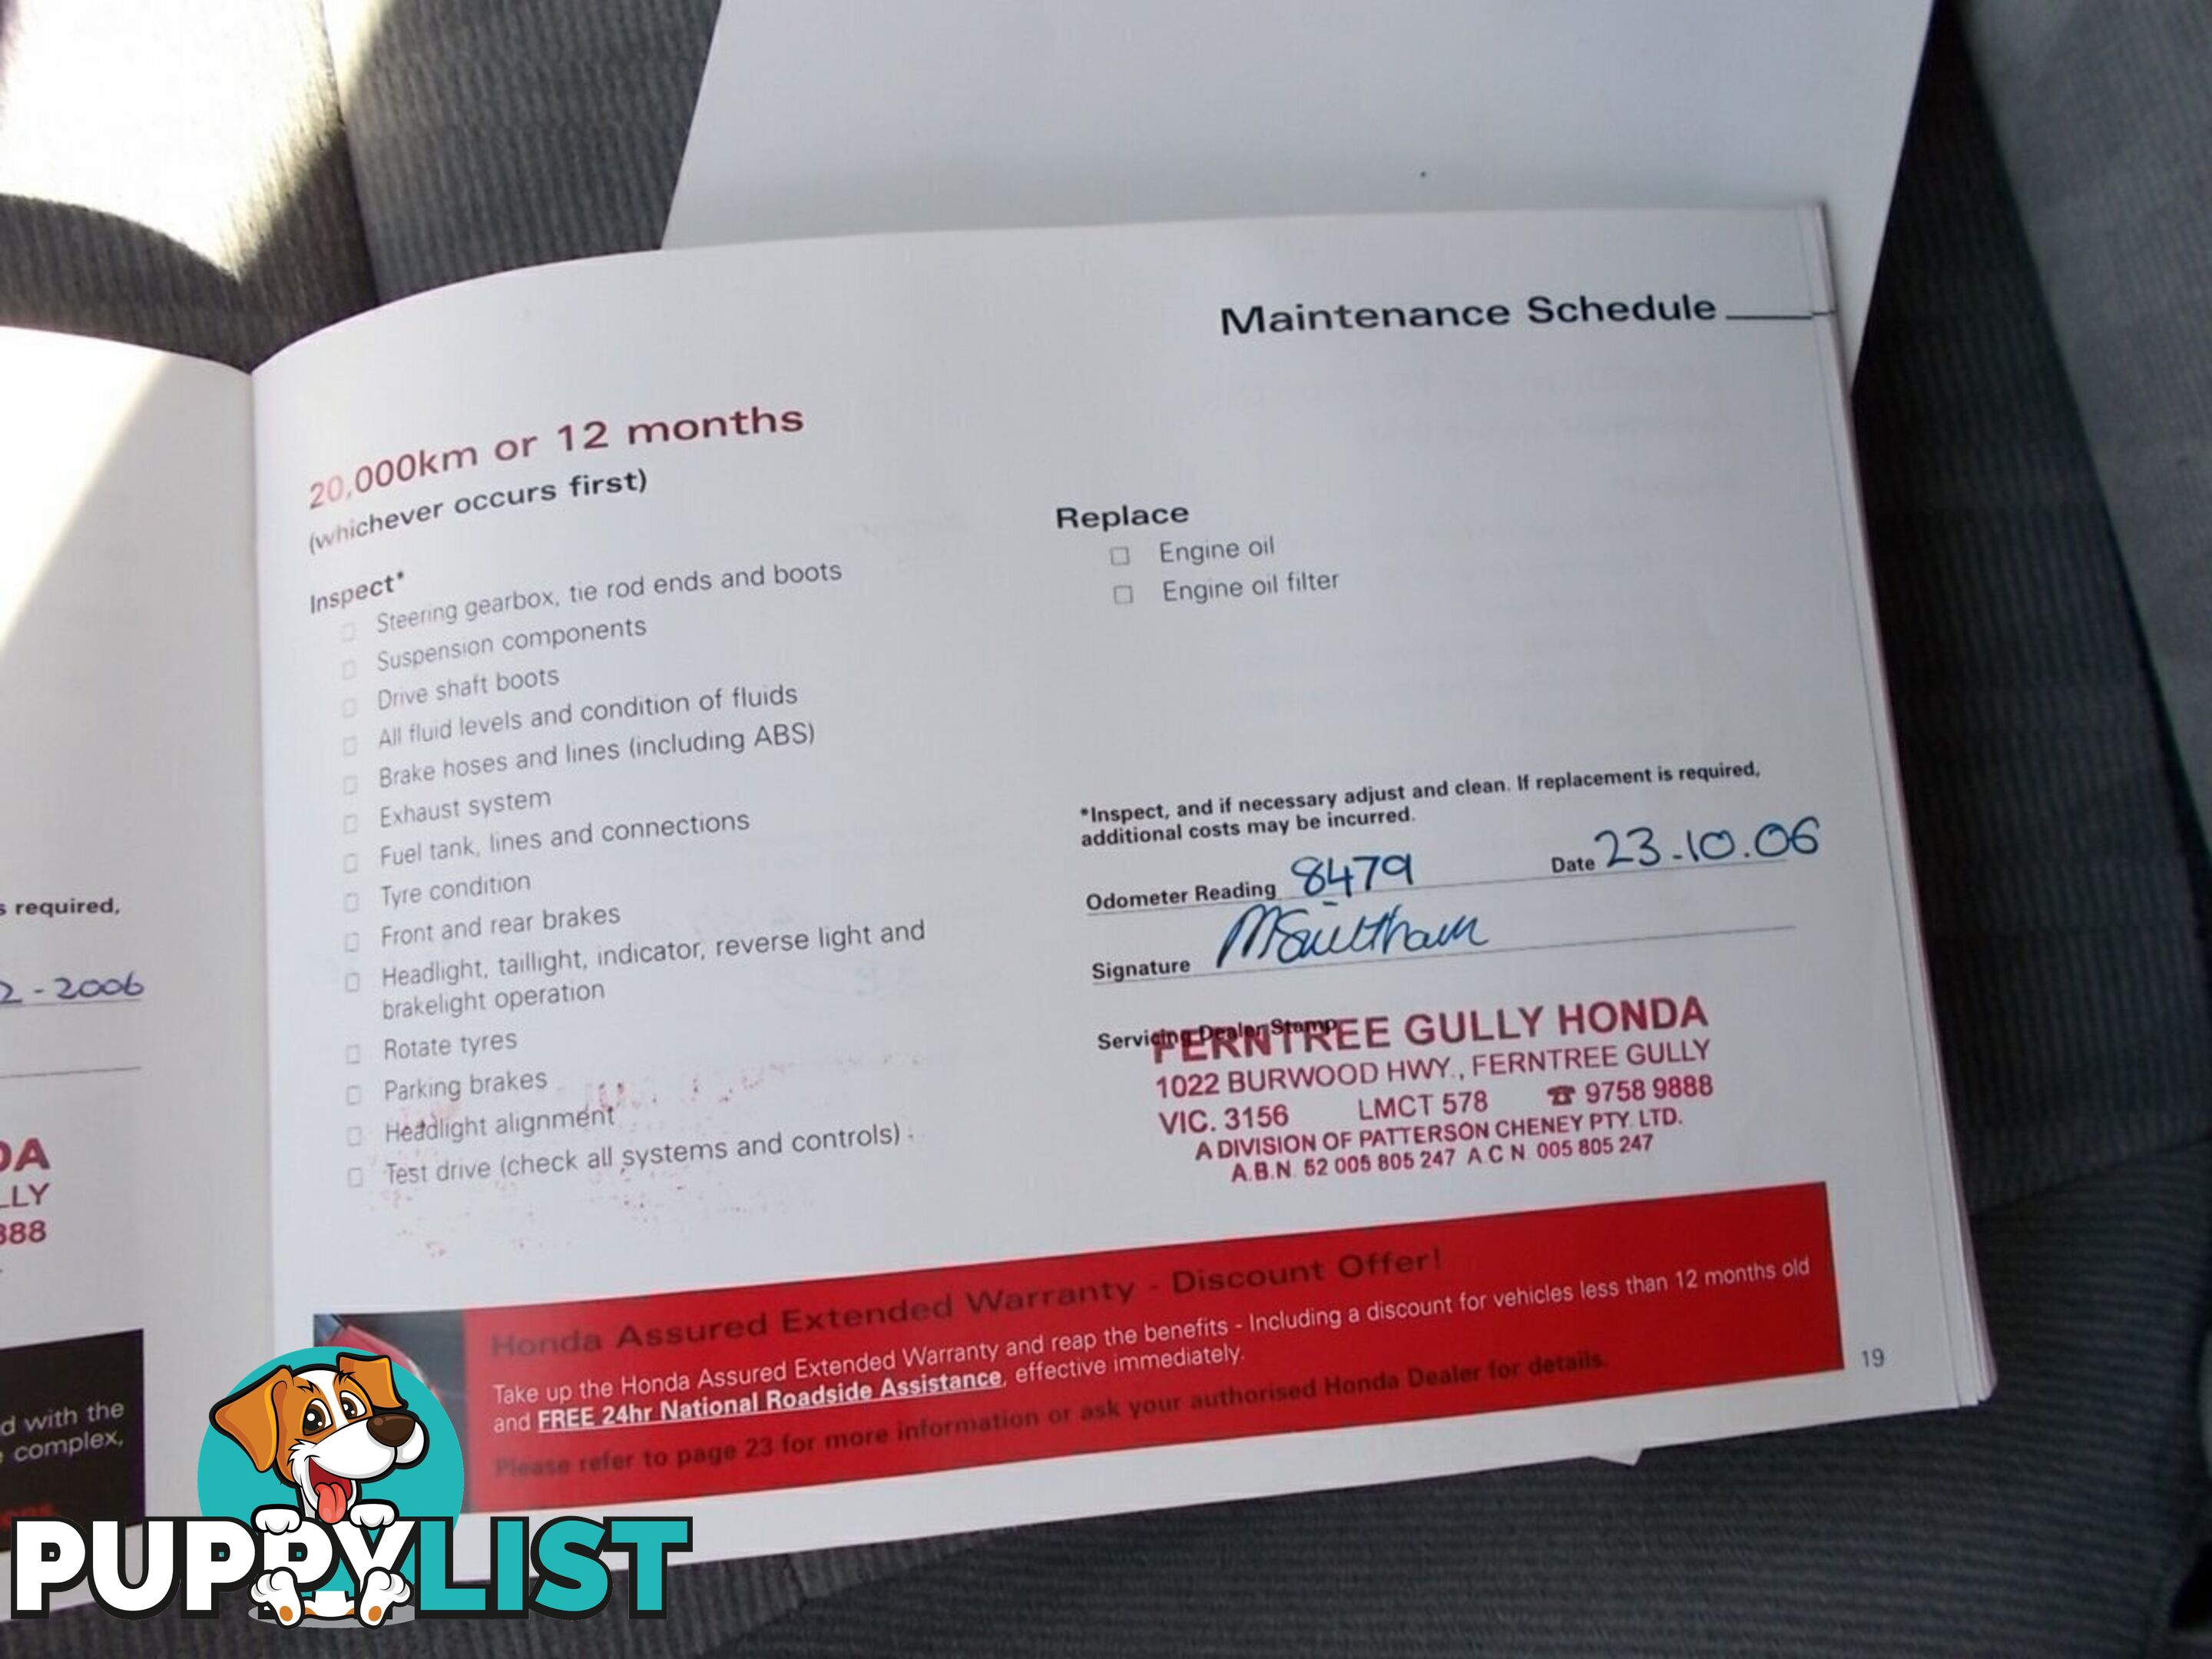 s required,
2-2006
DA
LLY
888
d with the
complex,
Maintenance Schedule
20,000km or 12 months
(whichever occurs first)
Inspect*
Steering gearbox, tie rod ends and boots
Suspension components
Drive shaft boots
All fluid levels and condition of fluids
Brake hoses and lines (including ABS)
Exhaust system
Fuel tank, lines and connections
Tyre condition
Front and rear brakes
Headlight, taillight, indicator, reverse light and
brakelight operation
Rotate tyres
Parking brakes
Headlight alignment
Test drive (check all systems and controls)
Replace
Engine oil
Engine oil filter
*Inspect, and if necessary adjust and clean. If replacement is required,
additional costs may be incurred.
Odometer Reading 8479 Date 23.10.06
Signature
Servicing Dealer Stamp
FERNTREE GULLY HONDA
1022 BURWOOD HWY., FERNTREE GULLY
VIC. 3156 LMCT 578 ☎ 9758 9888
A DIVISION OF PATTERSON CHENEY PTY. LTD.
A.B.N. 52 005 805 247 A.C.N. 005 805 247
Honda Assured Extended Warranty - Discount Offer!
Take up the Honda Assured Extended Warranty and reap the benefits - Including a discount for vehicles less than 12 months old
and FREE 24hr National Roadside Assistance, effective immediately.
Please refer to page 23 for more information or ask your authorised Honda Dealer for details.
19
PUPPYLIST